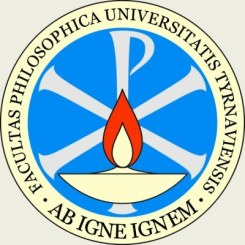 FACULTAS PHILOSOPHICA UNIVERSITATIS TYRNAVIENSIS
· AB IGNE IGNEM ·